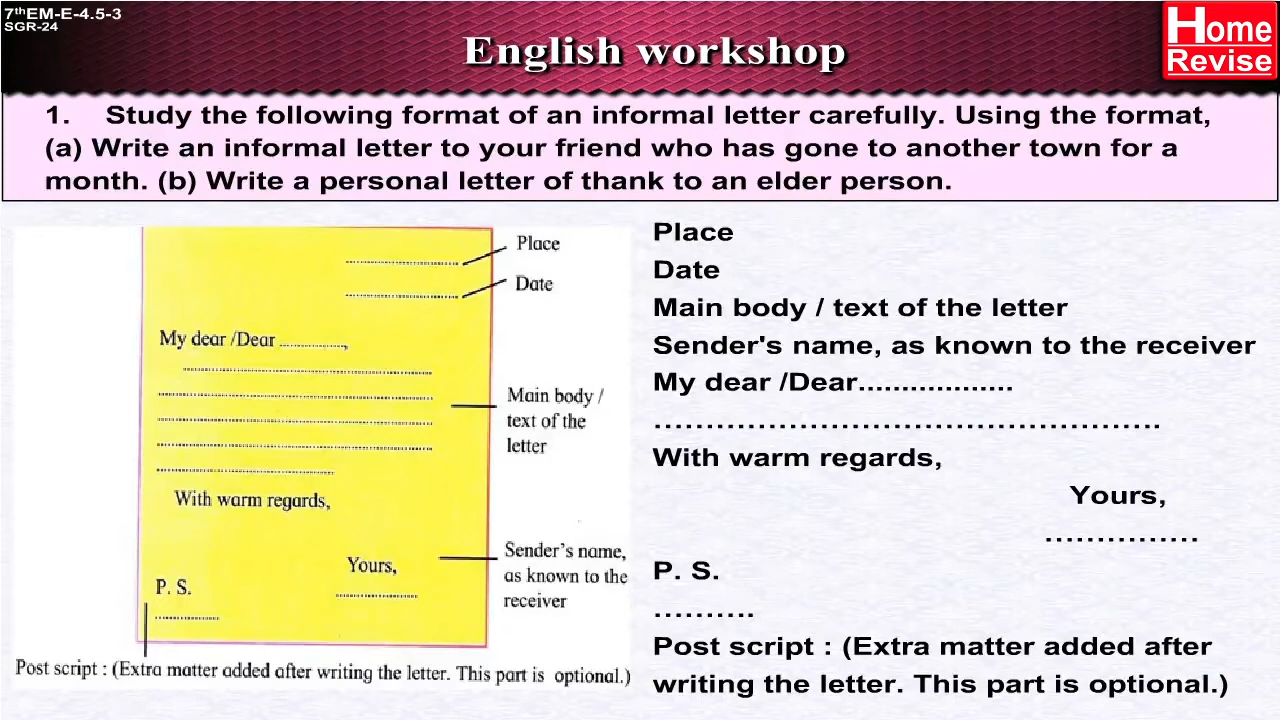 7thEM-E-4.5-3
SGR-24
English workshop
Home
Revise
1. Study the following format of an informal letter carefully. Using the format,
(a) Write an informal letter to your friend who has gone to another town for a
month. (b) Write a personal letter of thank to an elder person.
Place
Date
My dear /Dear ................,
Main body /
text of the
letter
With warm regards,
Sender's name,
as known to the
receiver
Yours,
P. S.
Post script : (Extra matter added after writing the letter. This part is optional.)
Place
Date
Main body / text of the letter
Sender's name, as known to the receiver
My dear /Dear..................
……………………………………………….
With warm regards,
Yours,
……………
P. S.
……….
Post script : (Extra matter added after
writing the letter. This part is optional.)